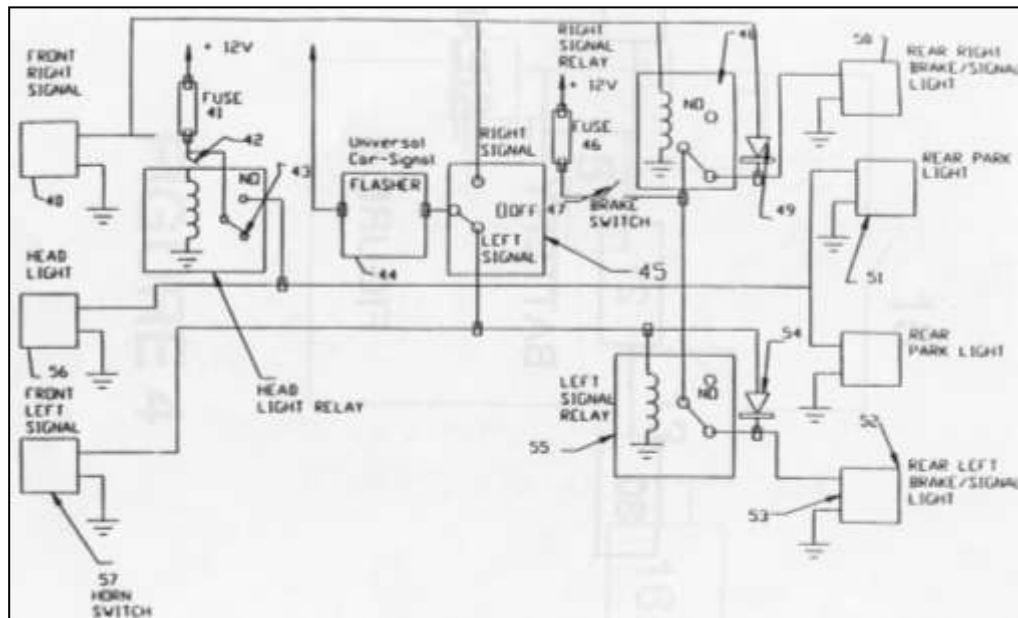 FRONT
RIGHT
SIGNAL
+ 12V
FUSE
41
42
43
NO
40
Universal
Car-Signal
FLASHER
44
RIGHT
SIGNAL
OFF
LEFT
SIGNAL
45
RIGHT
SIGNAL
RELAY
+ 12V
FUSE
46
47
BRAKE
SWITCH
48
NO
49
50
REAR RIGHT
BRAKE/SIGNAL
LIGHT
REAR PARK
LIGHT
51
HEAD
LIGHT
56
HEAD
LIGHT RELAY
FRONT
LEFT
SIGNAL
57
HORN
SWITCH
LEFT
SIGNAL
RELAY
55
NO
54
REAR
PARK LIGHT
52
REAR LEFT
BRAKE/SIGNAL
LIGHT
53